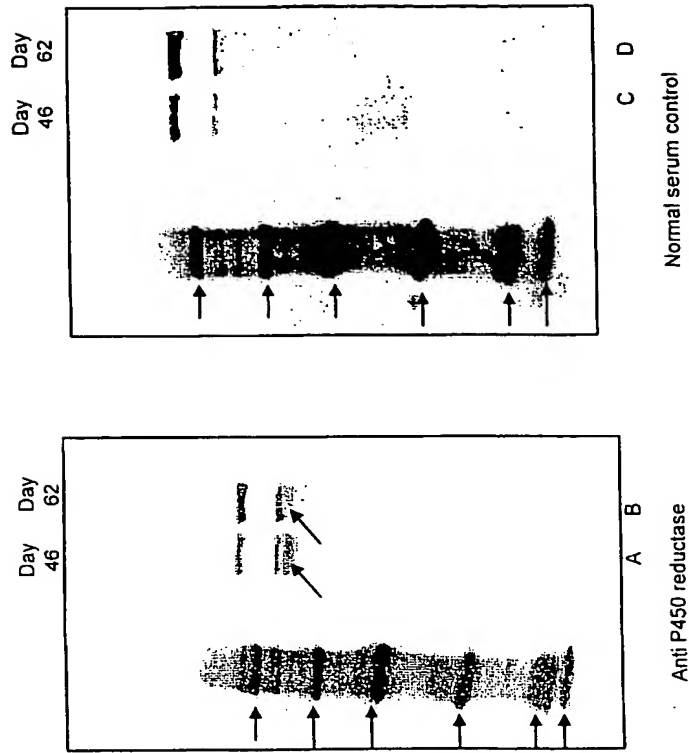 Day
46
Day
62
C
D
Normal serum control
Day
46
Day
62
A
B
Anti P450 reductase